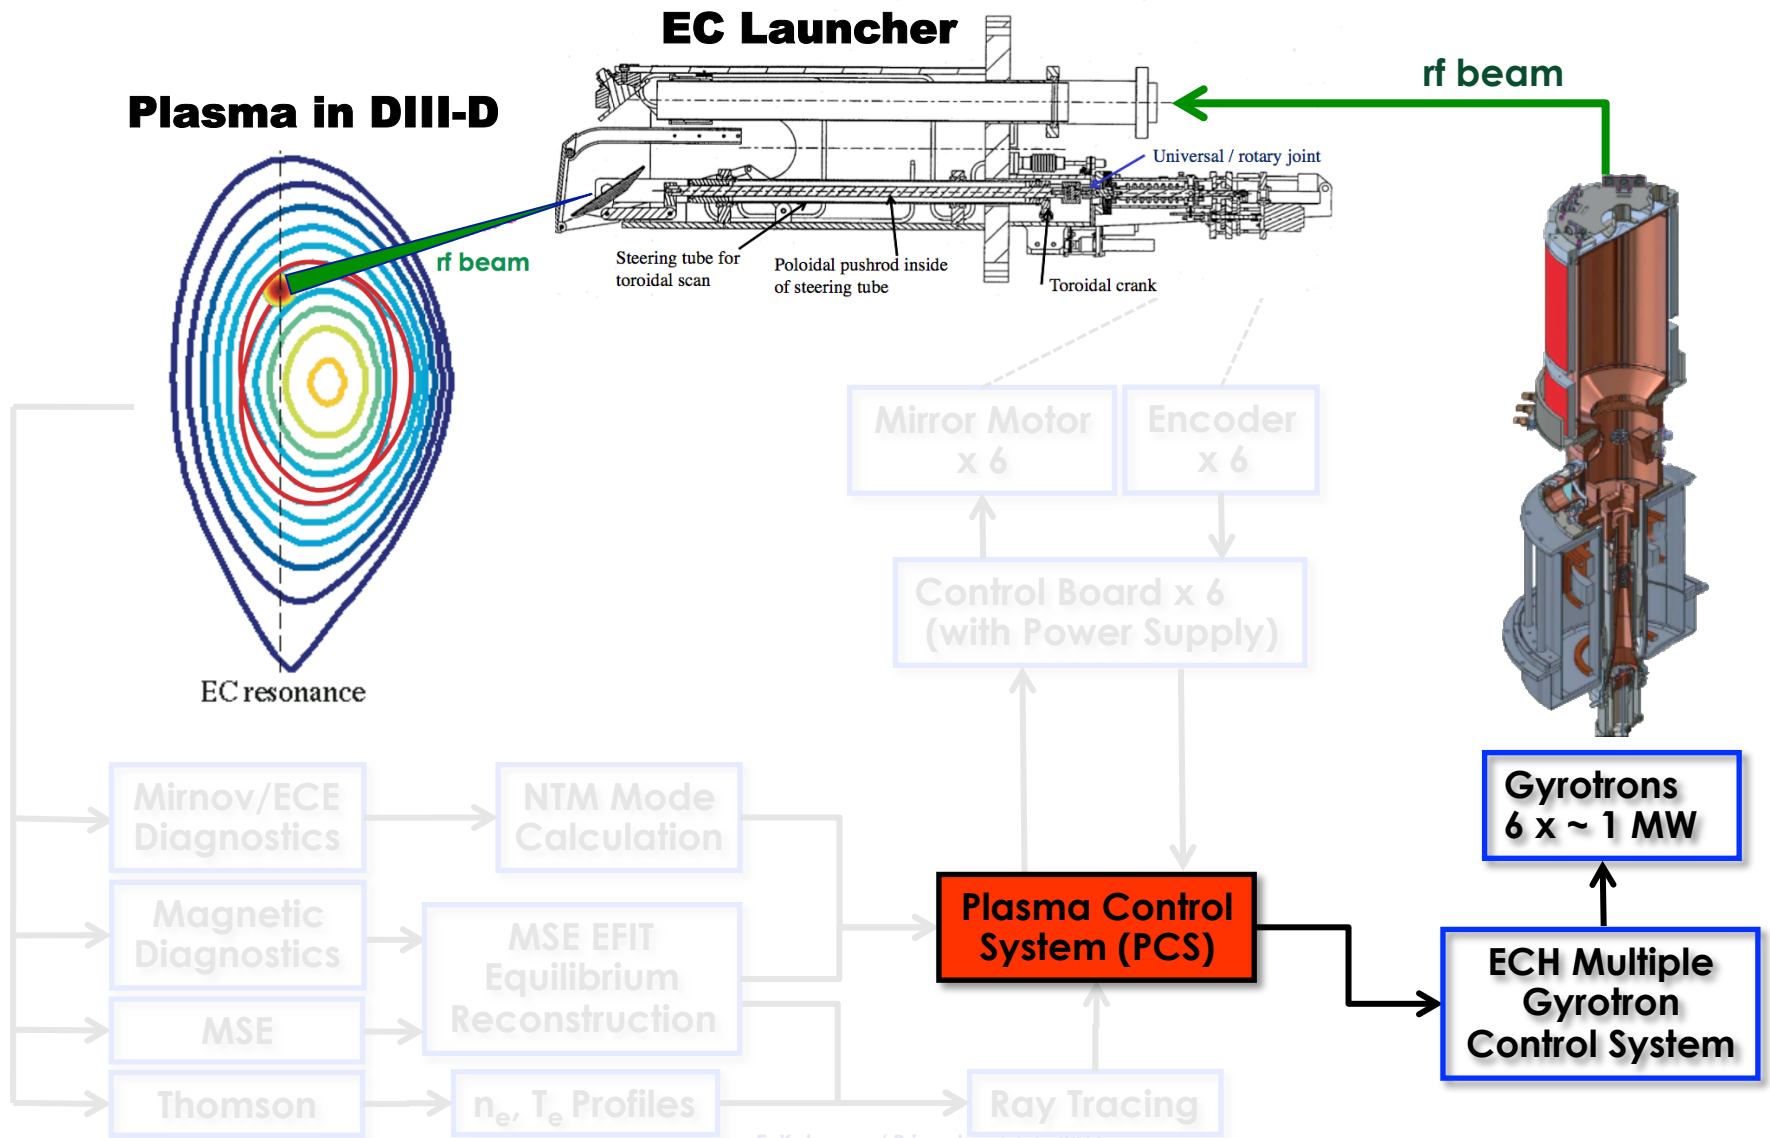 EC Launcher
rf beam
Plasma in DIII-D
Universal / rotary joint
rf beam
Steering tube for
toroidal scan
Poloidal pushrod inside
of steering tube
Toroidal crank
EC resonance
Mirror Motor
x 6
Encoder
x 6
Control Board x 6
(with Power Supply)
Mirnov/ECE
Diagnostics
NTM Mode
Calculation
Gyrotrons
6 x ~ 1 MW
Magnetic
Diagnostics
MSE EFIT
Equilibrium
Reconstruction
Plasma Control
System (PCS)
ECH Multiple
Gyrotron
Control System
MSE
Thomson
ne, Te Profiles
Ray Tracing